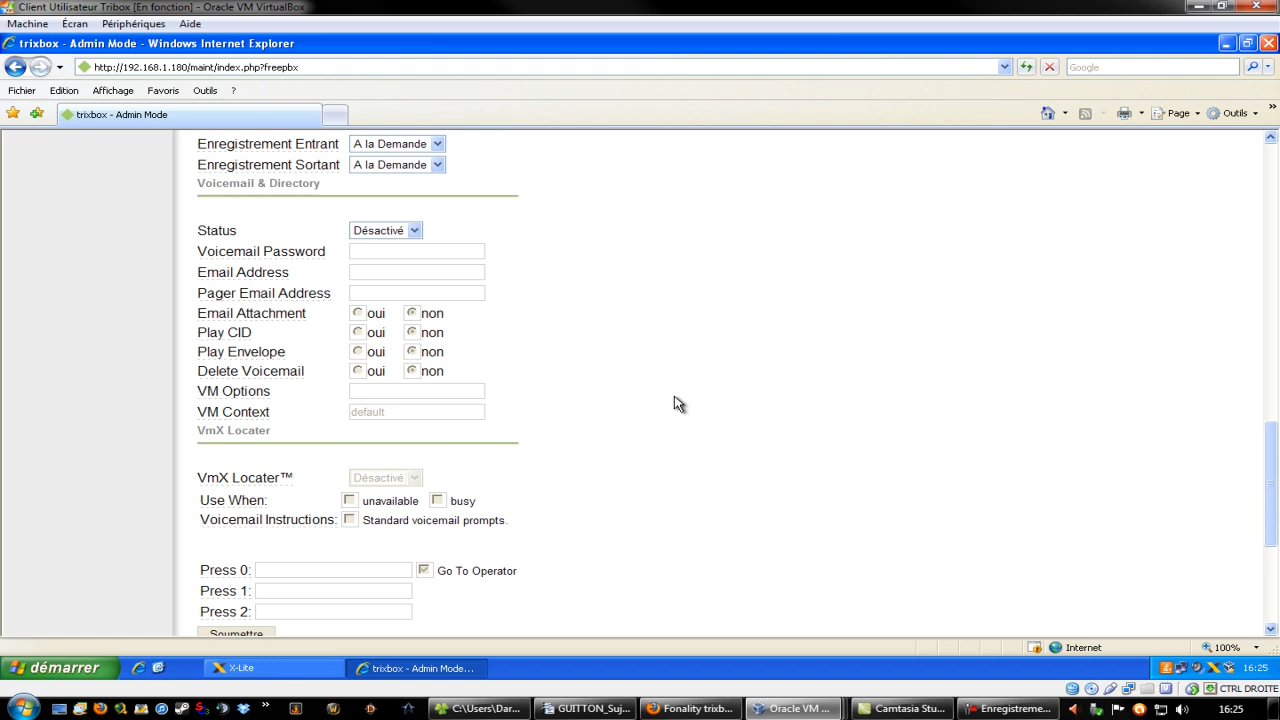 Client Utilisateur Tribox [En fonction] - Oracle VM VirtualBox
Machine Écran Périphériques Aide
trixbox - Admin Mode - Windows Internet Explorer
http://192.168.1.180/maint/index.php?freepbx
Google
Fichier Edition Affichage Favoris Outils ?
trixbox - Admin Mode
Page Outils
Enregistrement Entrant A la Demande
Enregistrement Sortant A la Demande
Voicemail & Directory
Status Désactivé
Voicemail Password
Email Address
Pager Email Address
Email Attachment oui non
Play CID oui non
Play Envelope oui non
Delete Voicemail oui non
VM Options
VM Context default
VmX Locater
VmX Locater™ Désactivé
Use When: unavailable busy
Voicemail Instructions: Standard voicemail prompts.
Press 0: Go To Operator
Press 1:
Press 2:
Soumettre
Internet 100%
démarrer X-Lite trixbox - Admin Mode... 16:25
CTRL DROITE
C:\Users\Dar... GUITTON_Suj... Fonality trixb... Oracle VM ... Camtasia Stu... Enregistreme... 16:25